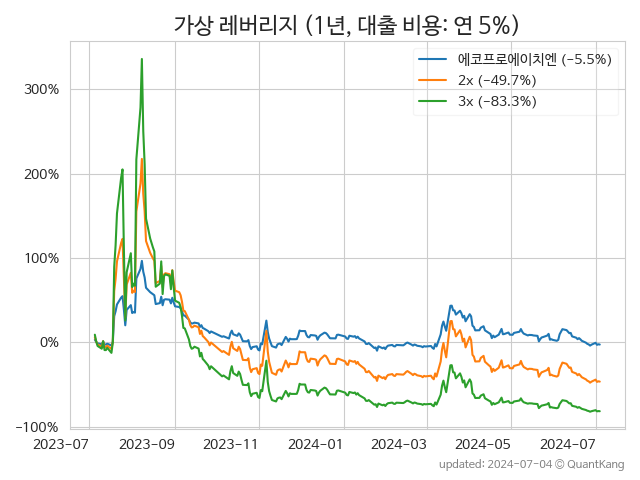 가상 레버리지 (1년, 대출 비용: 연 5%)
에코프로에이치엔 (−5.5%)
2x (−49.7%)
3x (−83.3%)
300%
200%
100%
0%
−100%
2023-07 2023-09 2023-11 2024-01 2024-03 2024-05 2024-07
updated: 2024-07-04 © QuantKang